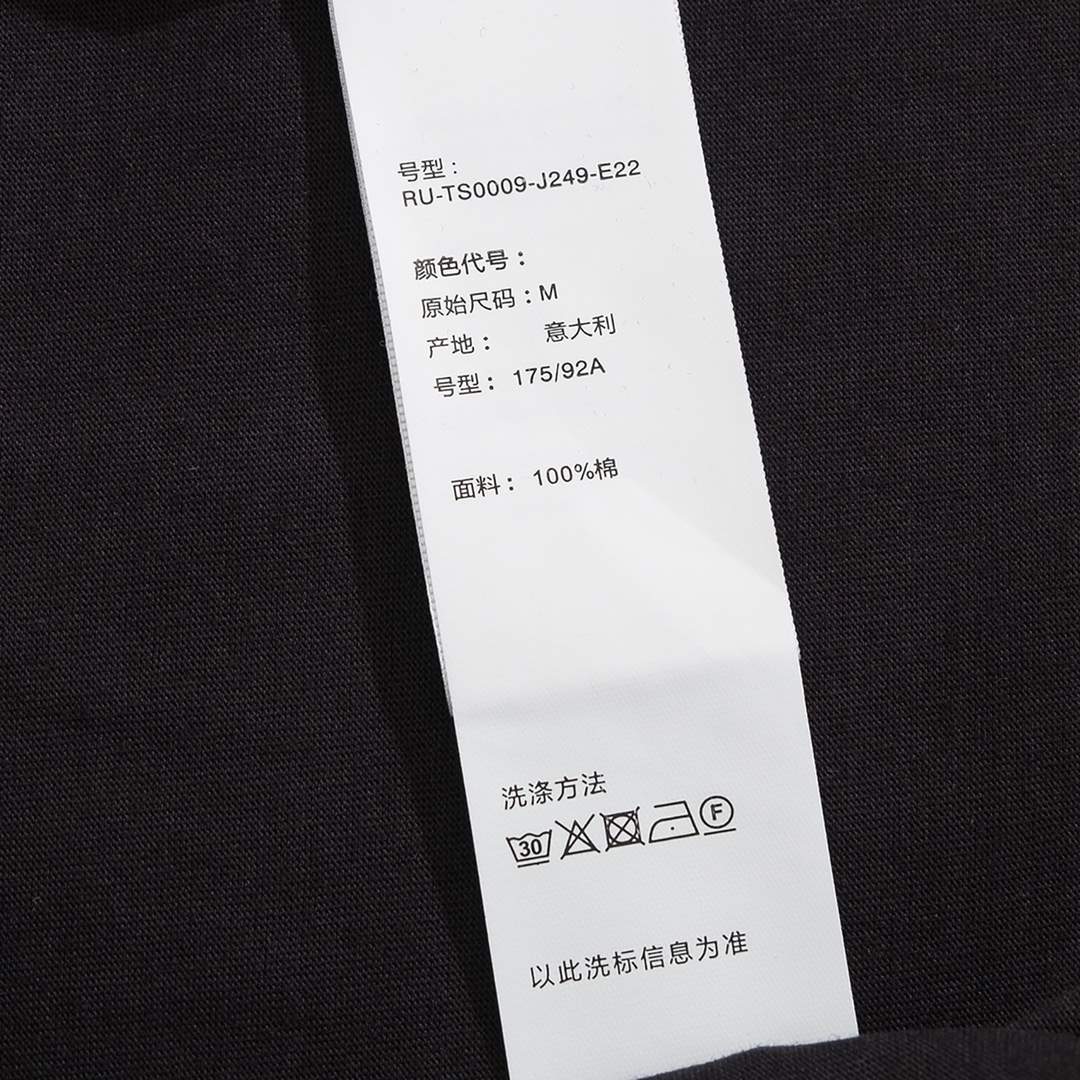 号型：
RU-TS0009-J249-E22
颜色代号：
原始尺码：M
产地： 意大利
号型：175/92A
面料：100%棉
洗涤方法
30 F
以此洗标信息为准